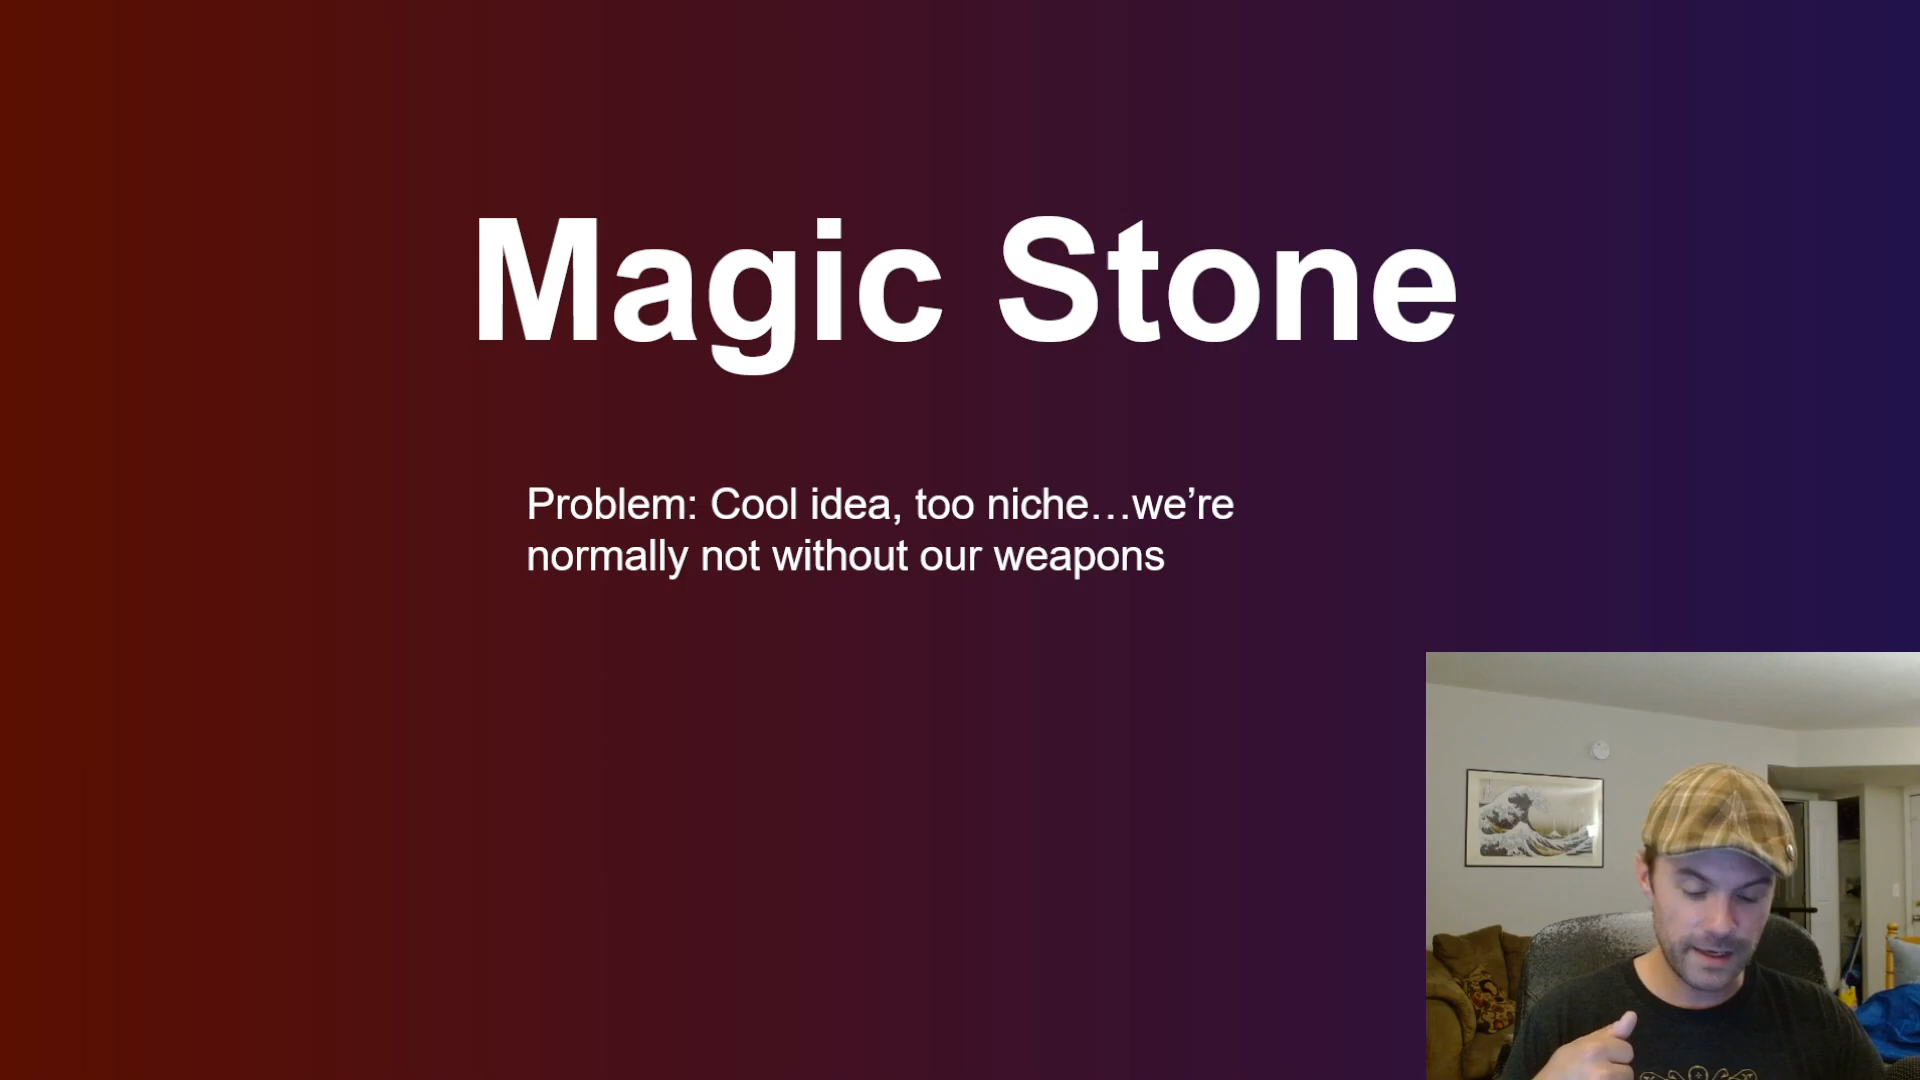 Magic Stone
Problem: Cool idea, too niche…we’re
normally not without our weapons